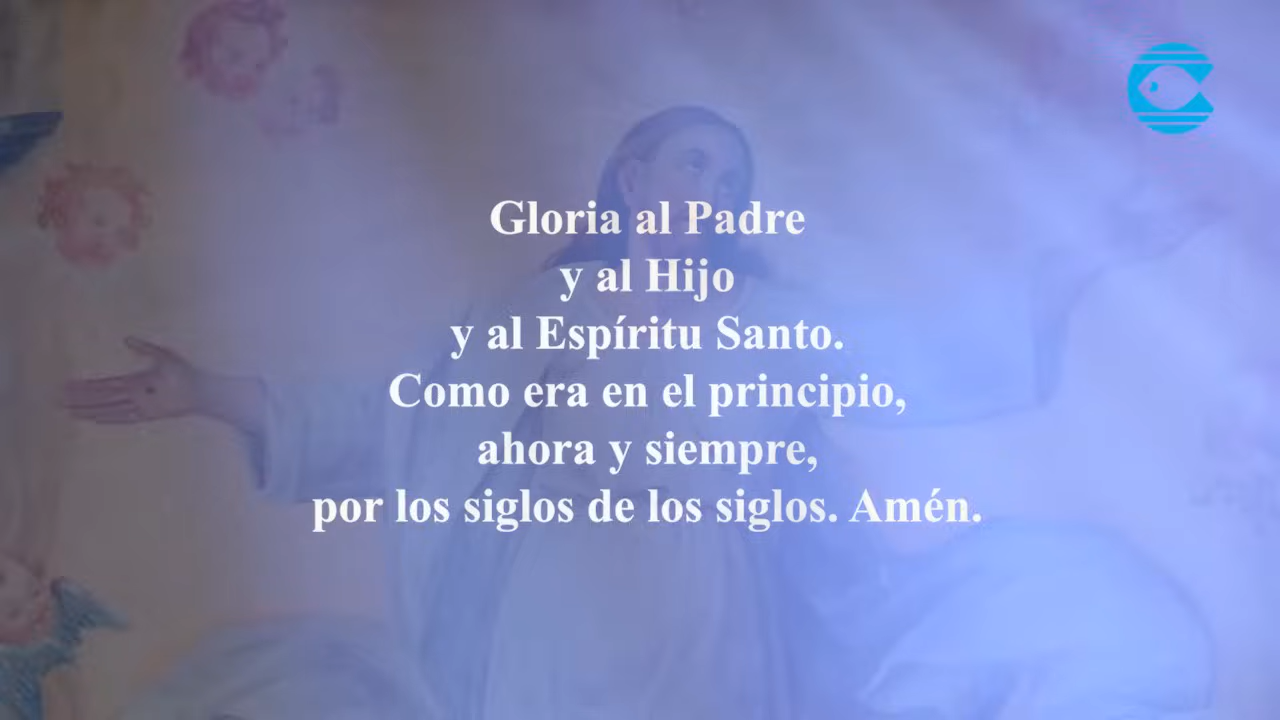 Gloria al Padre
y al Hijo
y al Espíritu Santo.
Como era en el principio,
ahora y siempre,
por los siglos de los siglos. Amén.